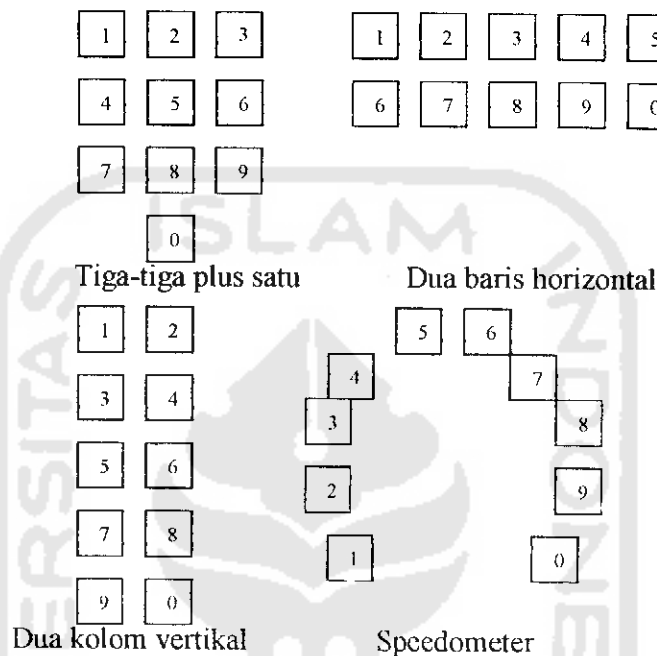 1 2 3
4 5 6
7 8 9
0
Tiga-tiga plus satu
1 2 3 4 5
6 7 8 9 0
Dua baris horizontal
1 2
3 4
5 6
7 8
9 0
Dua kolom vertikal
5 6
4 7
3 8
2 9
1 0
Speedometer
ISLAM